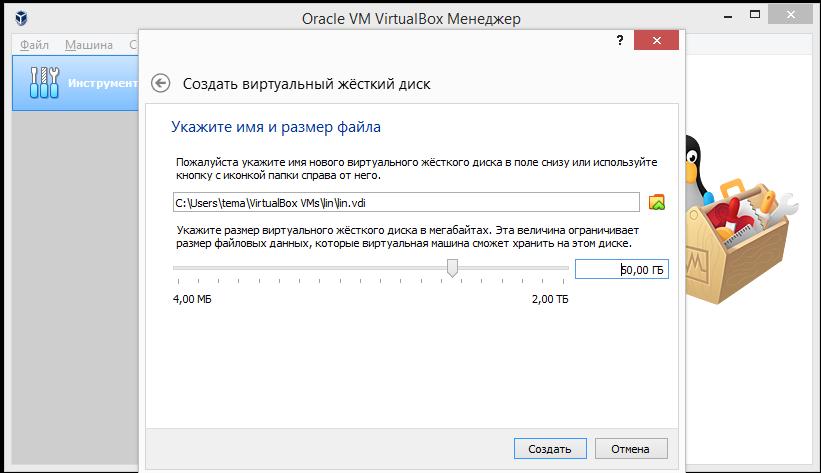 Oracle VM VirtualBox Менеджер
Файл Машина С
?
Инструмент
Создать виртуальный жёсткий диск
Укажите имя и размер файла
Пожалуйста укажите имя нового виртуального жёсткого диска в поле снизу или используйте
кнопку с иконкой папки справа от него.
C:\Users\tema\VirtualBox VMs\lin\lin.vdi
Укажите размер виртуального жёсткого диска в мегабайтах. Эта величина ограничивает
размер файловых данных, которые виртуальная машина сможет хранить на этом диске.
50,00 ГБ
4,00 МБ 2,00 ТБ
Создать Отмена